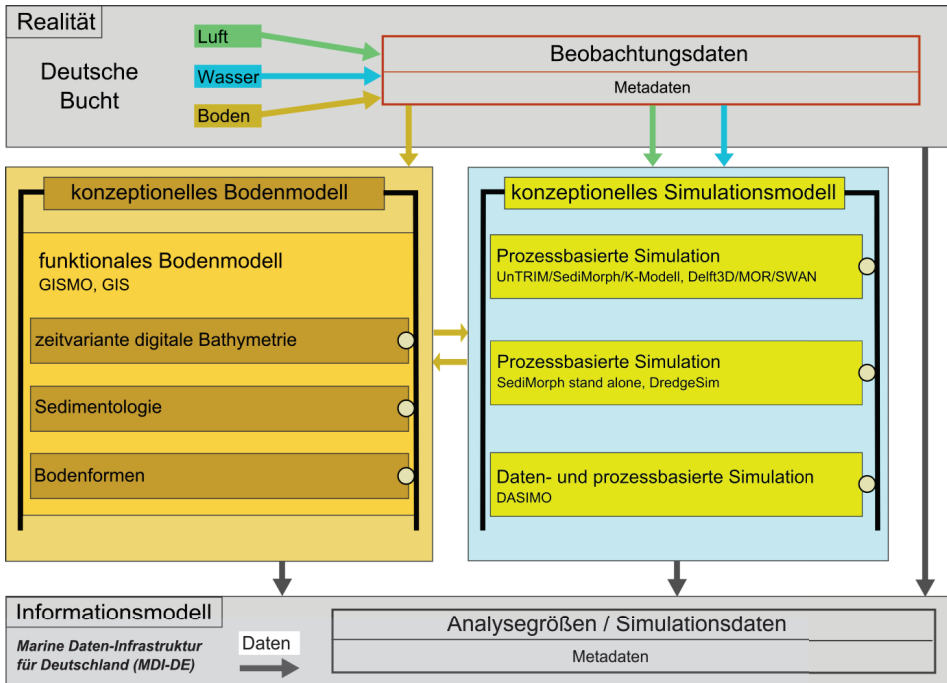 Realität
Deutsche
Bucht
Luft
Wasser
Boden
Beobachtungsdaten
Metadaten
konzeptionelles Bodenmodell
funktionales Bodenmodell
GISMO, GIS
zeitvariante digitale Bathymetrie
Sedimentologie
Bodenformen
konzeptionelles Simulationsmodell
Prozessbasierte Simulation
UnTRIM/SediMorph/K-Modell, Delft3D/MOR/SWAN
Prozessbasierte Simulation
SediMorph stand alone, DredgeSim
Daten- und prozessbasierte Simulation
DASIMO
Informationsmodell
Marine Daten-Infrastruktur
für Deutschland (MDI-DE)
Daten
Analysegrößen / Simulationsdaten
Metadaten